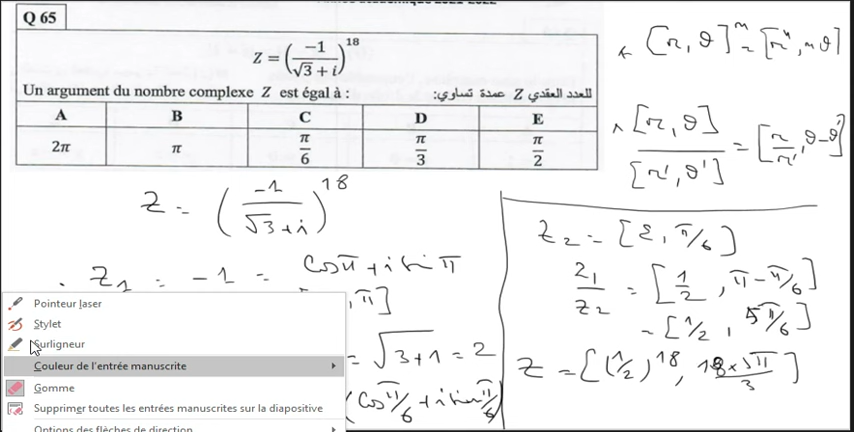 Q 65
Z = (-1 / (√3 + i))^18
Un argument du nombre complexe Z est égal à :
للعدد العقدي Z عمدة تساوي:
A B C D E
2π π π/6 π/3 π/2
[r, θ]^n = [r^n, nθ]
[r, θ] / [r', θ'] = [r/r', θ-θ']
Z = (-1 / (√3+i))^18
Z1 = -1 = cos π + i sin π
, π]
= √3+1 = 2
(cos π/6 + i sin π/6
Z2 = [2, π/6]
Z1/Z2 = [1/2, π - π/6]
= [1/2, 5π/6]
Z = [(1/2)^18, 18×5π/3]
Pointeur laser
Stylet
Surligneur
Couleur de l'entrée manuscrite
Gomme
Supprimer toutes les entrées manuscrites sur la diapositive
Options des flèches de direction